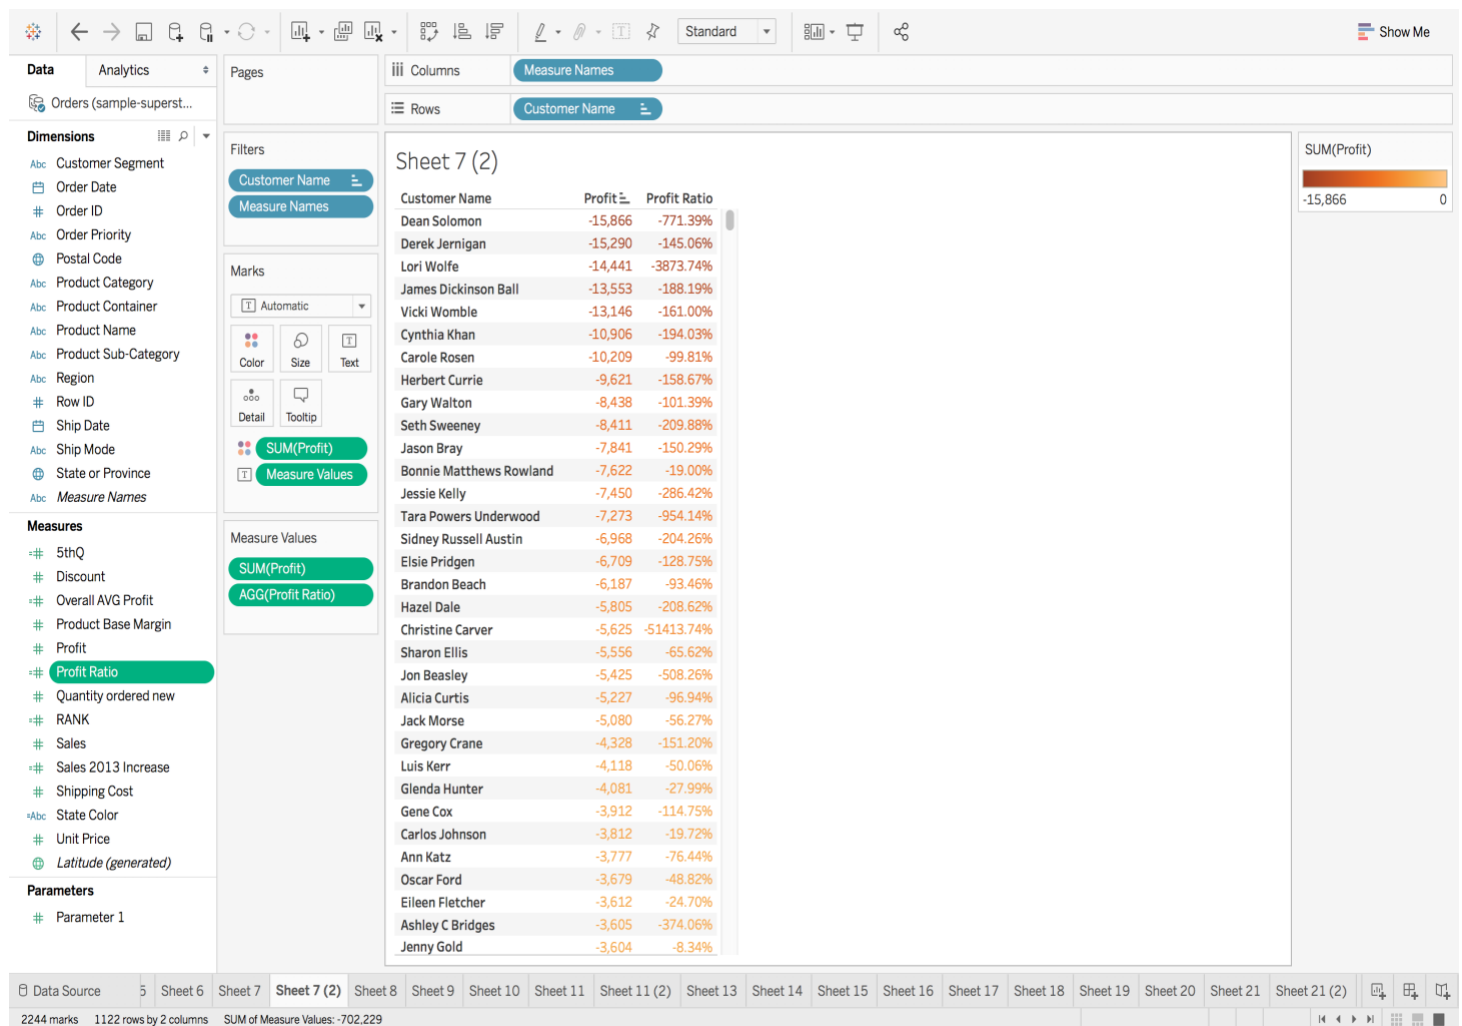 Standard
Show Me
Data Analytics
Orders (sample-superst...
Dimensions
Abc Customer Segment
Order Date
# Order ID
Abc Order Priority
Postal Code
Abc Product Category
Abc Product Container
Abc Product Name
Abc Product Sub-Category
Abc Region
# Row ID
Ship Date
Abc Ship Mode
State or Province
Abc Measure Names
Measures
=# 5thQ
# Discount
=# Overall AVG Profit
# Product Base Margin
# Profit
=# Profit Ratio
# Quantity ordered new
=# RANK
# Sales
=# Sales 2013 Increase
# Shipping Cost
=Abc State Color
# Unit Price
Latitude (generated)
Parameters
# Parameter 1
Pages
Filters
Customer Name
Measure Names
Marks
T Automatic
Color Size Text
Detail Tooltip
SUM(Profit)
T Measure Values
Measure Values
SUM(Profit)
AGG(Profit Ratio)
Columns Measure Names
Rows Customer Name
Sheet 7 (2)
Customer Name Profit Profit Ratio
Dean Solomon -15,866 -771.39%
Derek Jernigan -15,290 -145.06%
Lori Wolfe -14,441 -3873.74%
James Dickinson Ball -13,553 -188.19%
Vicki Womble -13,146 -161.00%
Cynthia Khan -10,906 -194.03%
Carole Rosen -10,209 -99.81%
Herbert Currie -9,621 -158.67%
Gary Walton -8,438 -101.39%
Seth Sweeney -8,411 -209.88%
Jason Bray -7,841 -150.29%
Bonnie Matthews Rowland -7,622 -19.00%
Jessie Kelly -7,450 -286.42%
Tara Powers Underwood -7,273 -954.14%
Sidney Russell Austin -6,968 -204.26%
Elsie Pridgen -6,709 -128.75%
Brandon Beach -6,187 -93.46%
Hazel Dale -5,805 -208.62%
Christine Carver -5,625 -51413.74%
Sharon Ellis -5,556 -65.62%
Jon Beasley -5,425 -508.26%
Alicia Curtis -5,227 -96.94%
Jack Morse -5,080 -56.27%
Gregory Crane -4,328 -151.20%
Luis Kerr -4,118 -50.06%
Glenda Hunter -4,081 -27.99%
Gene Cox -3,912 -114.75%
Carlos Johnson -3,812 -19.72%
Ann Katz -3,777 -76.44%
Oscar Ford -3,679 -48.82%
Eileen Fletcher -3,612 -24.70%
Ashley C Bridges -3,605 -374.06%
Jenny Gold -3,604 -8.34%
SUM(Profit)
-15,866 0
Data Source 5 Sheet 6 Sheet 7 Sheet 7 (2) Sheet 8 Sheet 9 Sheet 10 Sheet 11 Sheet 11 (2) Sheet 13 Sheet 14 Sheet 15 Sheet 16 Sheet 17 Sheet 18 Sheet 19 Sheet 20 Sheet 21 Sheet 21 (2)
2244 marks 1122 rows by 2 columns SUM of Measure Values: -702,229